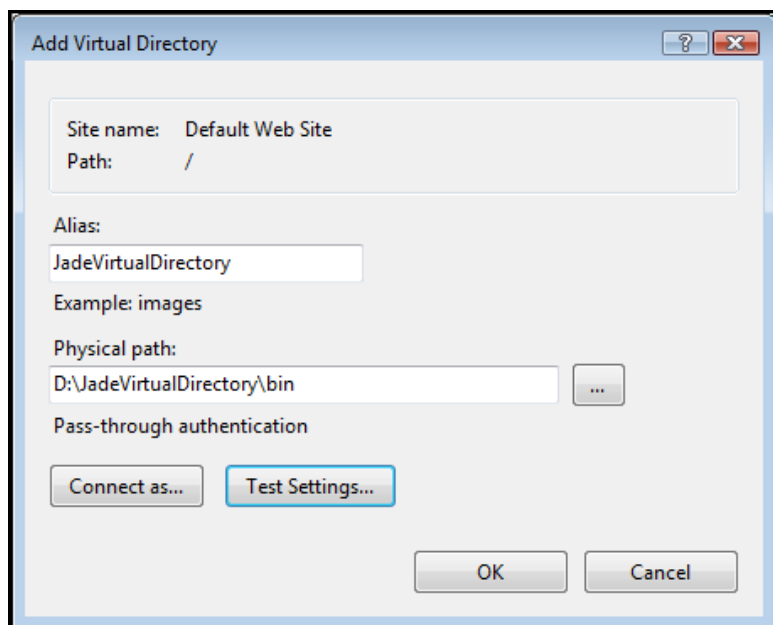 Add Virtual Directory
?
Site name: Default Web Site
Path: /
Alias:
JadeVirtualDirectory
Example: images
Physical path:
D:\JadeVirtualDirectory\bin
...
Pass-through authentication
Connect as... Test Settings...
OK Cancel